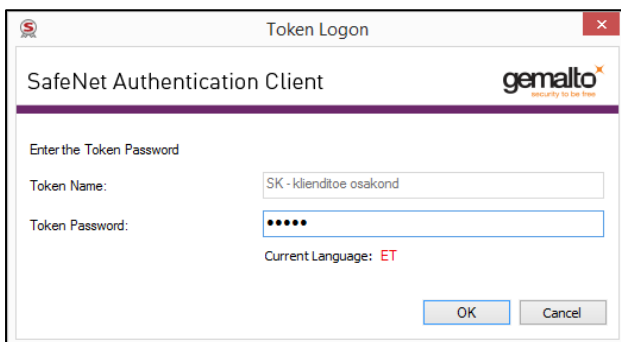 Token Logon
SafeNet Authentication Client
gemalto
security to be free
Enter the Token Password
Token Name: SK - klienditoe osakond
Token Password: •••••
Current Language: ET
OK Cancel